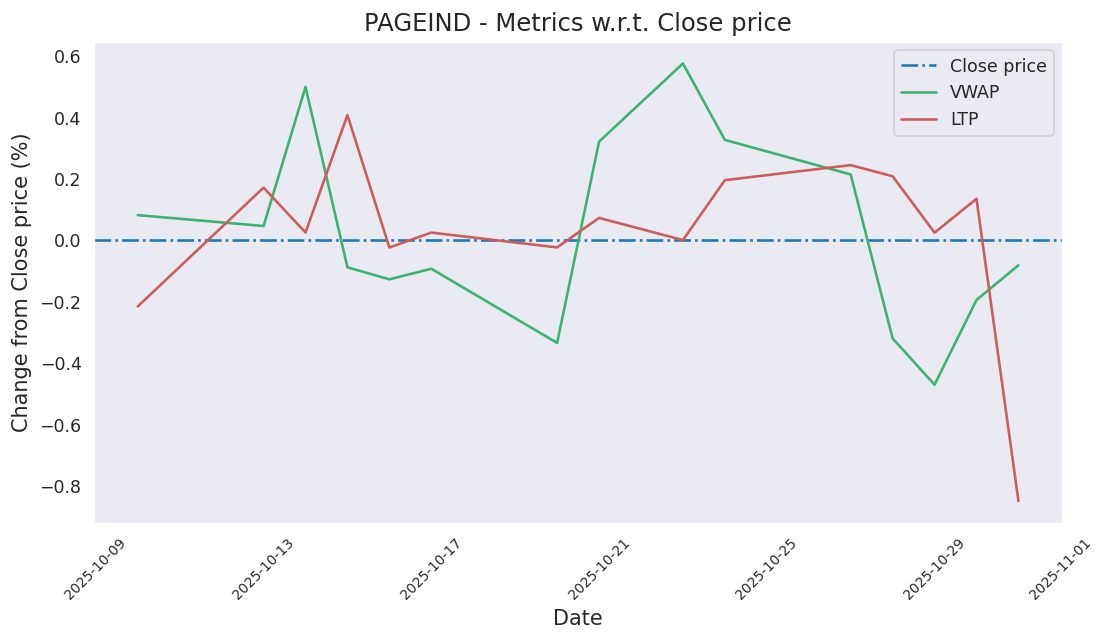 PAGEIND - Metrics w.r.t. Close price
Close price
VWAP
LTP
Change from Close price (%)
0.6
0.4
0.2
0.0
−0.2
−0.4
−0.6
−0.8
2025-10-09
2025-10-13
2025-10-17
2025-10-21
2025-10-25
2025-10-29
2025-11-01
Date